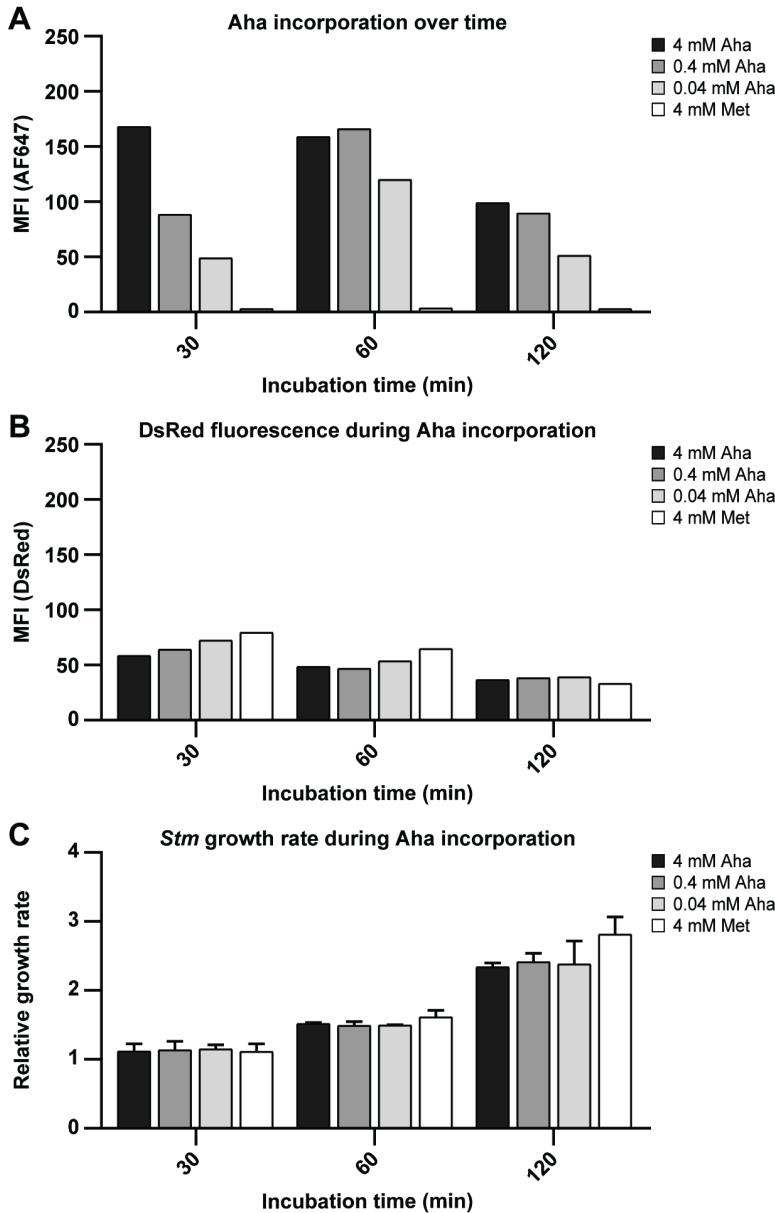 A
Aha incorporation over time
250
200
150
100
50
0
MFI (AF647)
30
60
120
Incubation time (min)
4 mM Aha
0.4 mM Aha
0.04 mM Aha
4 mM Met
B
DsRed fluorescence during Aha incorporation
250
200
150
100
50
0
MFI (DsRed)
30
60
120
Incubation time (min)
4 mM Aha
0.4 mM Aha
0.04 mM Aha
4 mM Met
C
Stm growth rate during Aha incorporation
4
3
2
1
0
Relative growth rate
30
60
120
Incubation time (min)
4 mM Aha
0.4 mM Aha
0.04 mM Aha
4 mM Met